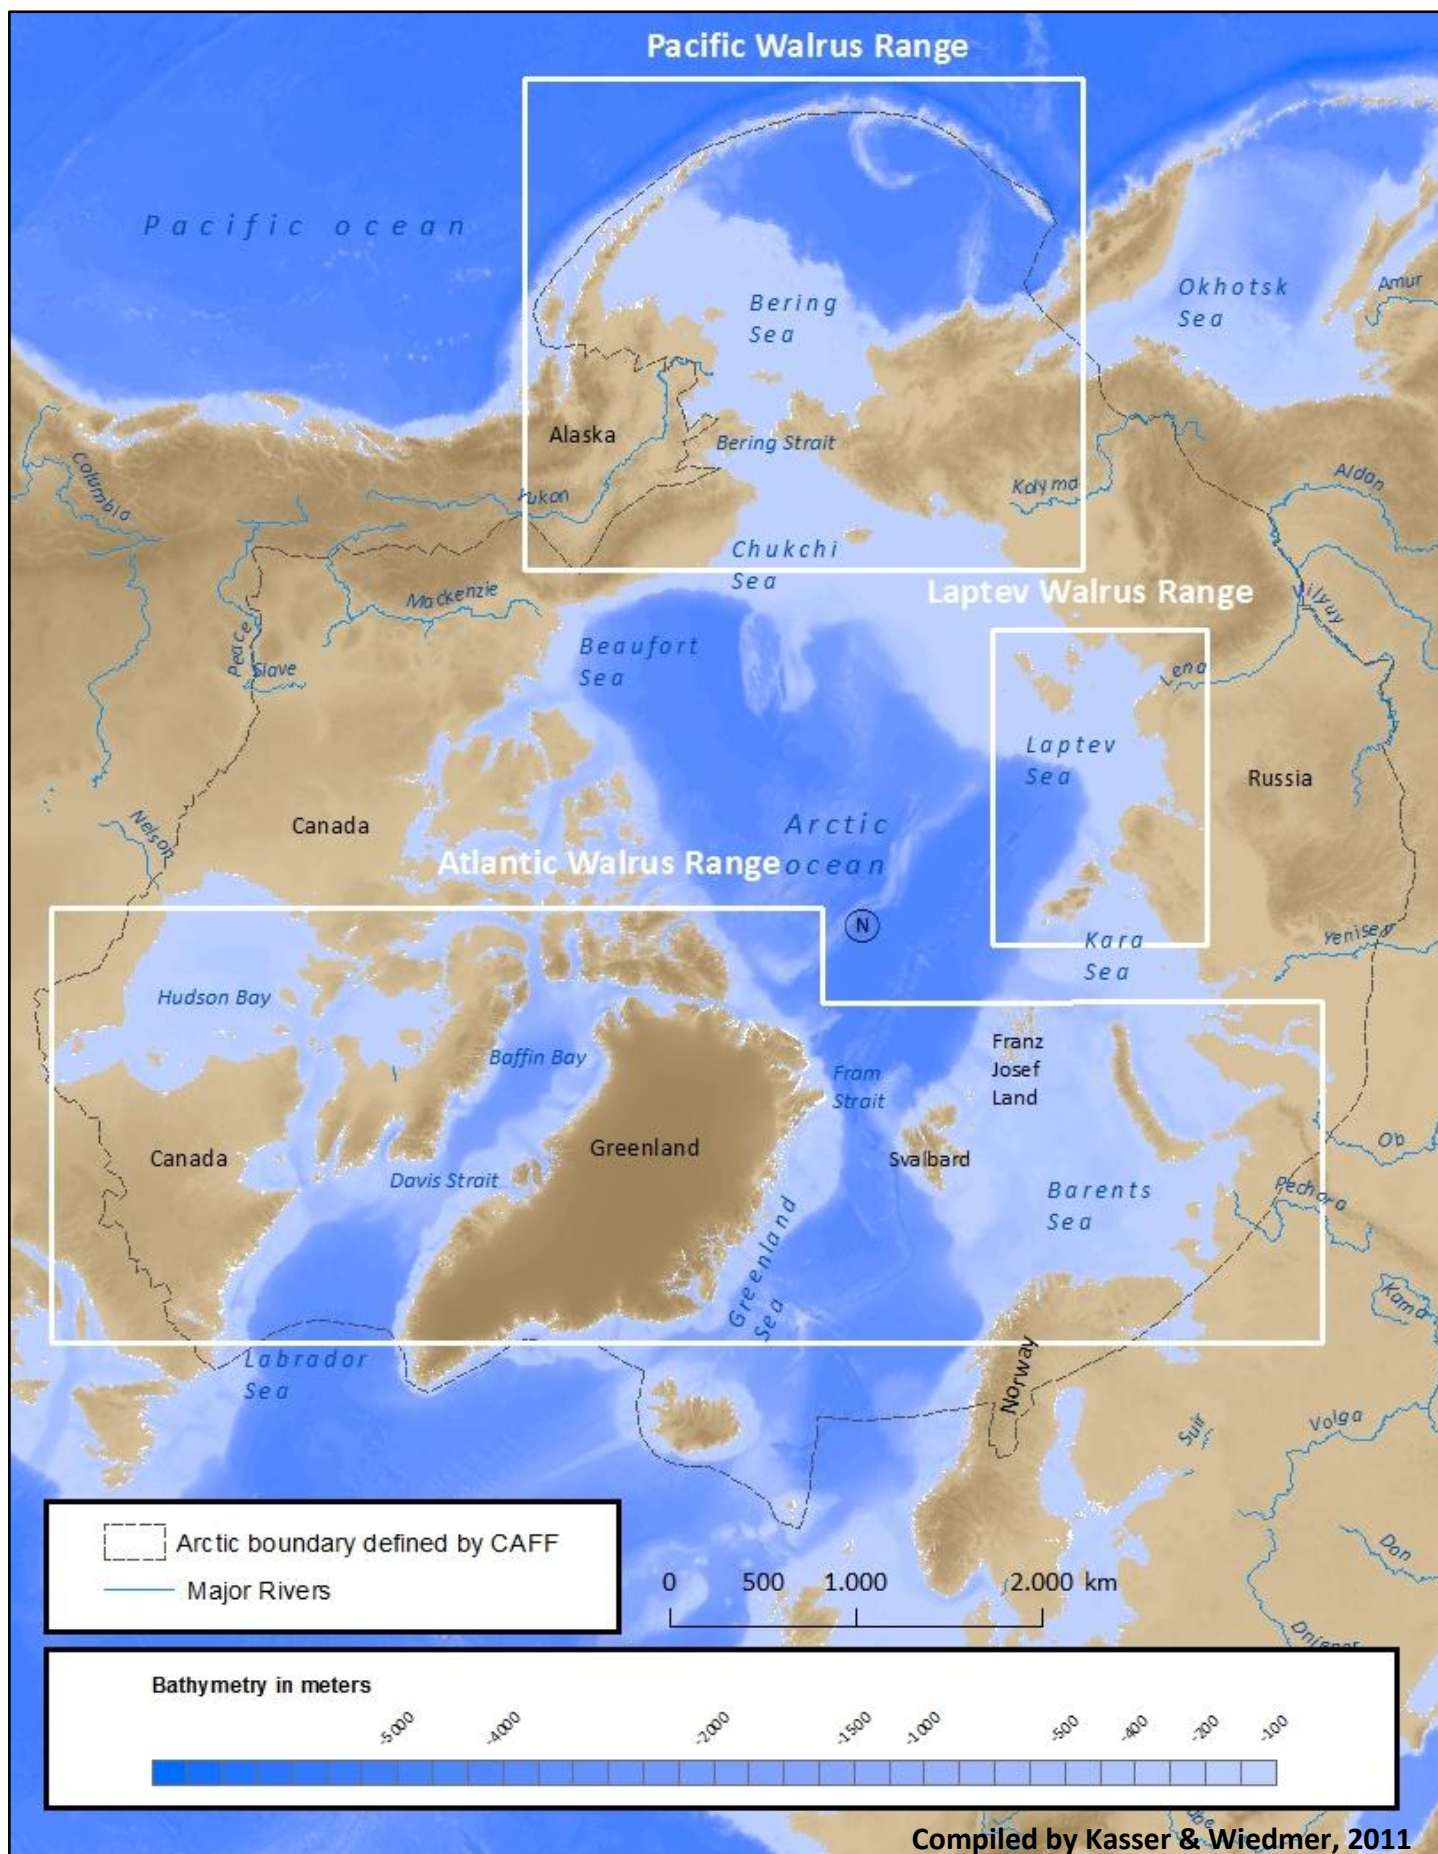 Pacific Walrus Range
Pacific ocean
Bering
Sea
Okhotsk
Sea
Amur
Alaska
Bering Strait
Columbia
Yukon
Kolyma
Aldan
Chukchi
Sea
Mackenzie
Laptev Walrus Range
Vilyuy
Peace
Slave
Beaufort
Sea
Lena
Laptev
Sea
Russia
Nelson
Canada
Arctic
ocean
Atlantic Walrus Range
N
Kara
Sea
Yenisey
Hudson Bay
Baffin Bay
Franz
Josef
Land
Fram
Strait
Ob
Canada
Greenland
Svalbard
Davis Strait
Barents
Sea
Pechora
Greenland
Sea
Kama
Labrador
Sea
Norway
Volga
Suir
Don
Arctic boundary defined by CAFF
Major Rivers
0 500 1.000 2.000 km
Dnieper
Bathymetry in meters
-5000 -4000 -2000 -1500 -1000 -500 -400 -200 -100
Compiled by Kasser & Wiedmer, 2011